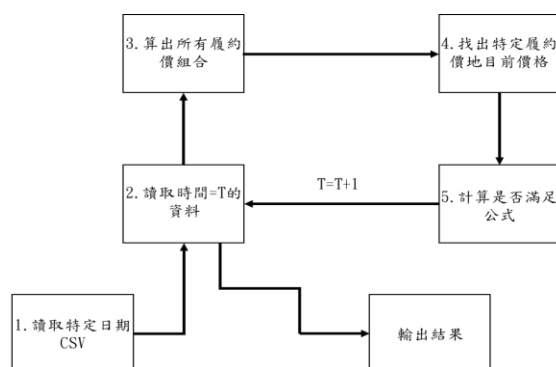 3.算出所有履約
價組合
4.找出特定履約
價地目前價格
2.讀取時間=T的
資料
T=T+1
5.計算是否滿足
公式
1.讀取特定日期
CSV
輸出結果